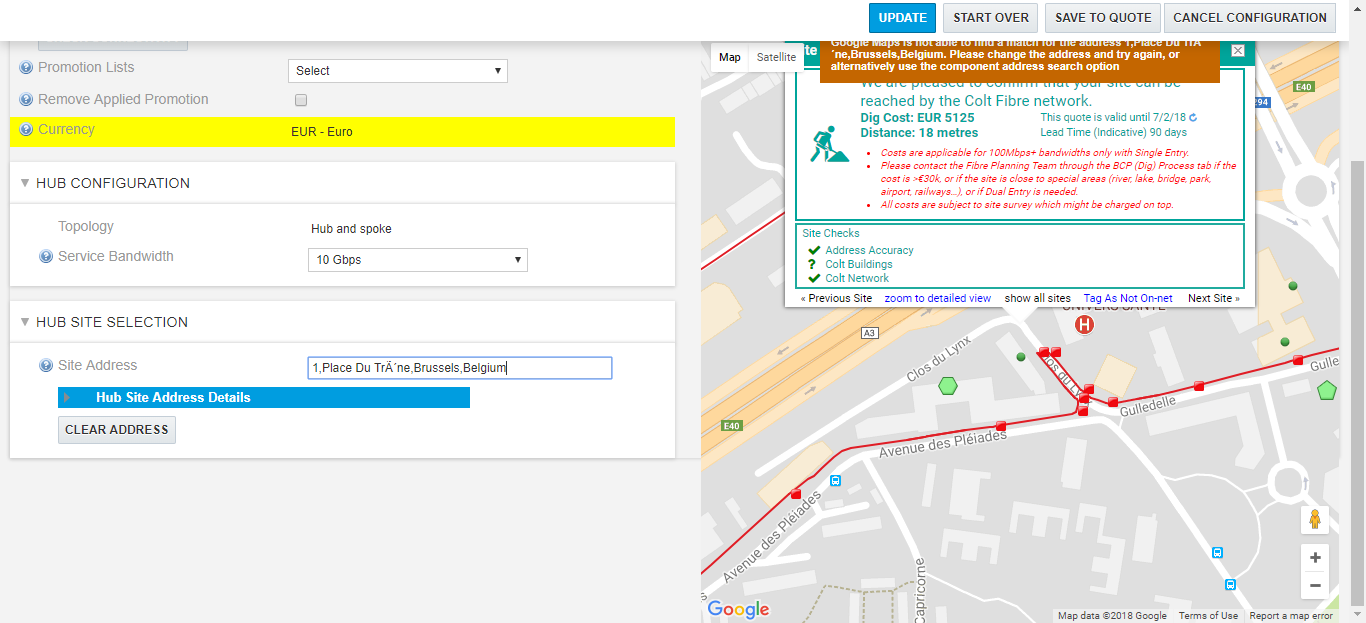 UPDATE START OVER SAVE TO QUOTE CANCEL CONFIGURATION
Promotion Lists
Select
Remove Applied Promotion
Currency
EUR - Euro
HUB CONFIGURATION
Topology
Hub and spoke
Service Bandwidth
10 Gbps
HUB SITE SELECTION
Site Address
1,Place Du TrÄ´ne,Brussels,Belgium
Hub Site Address Details
CLEAR ADDRESS
Map Satellite
Google Maps is not able to find a match for the address 1,Place Du TrÄ
´ne,Brussels,Belgium. Please change the address and try again, or
alternatively use the component address search option
We are pleased to confirm that your site can be
reached by the Colt Fibre network.
Dig Cost: EUR 5125
Distance: 18 metres
This quote is valid until 7/2/18
Lead Time (Indicative) 90 days
Costs are applicable for 100Mbps+ bandwidths only with Single Entry.
Please contact the Fibre Planning Team through the BCP (Dig) Process tab if the
cost is >€30k, or if the site is close to special areas (river, lake, bridge, park,
airport, railways...), or if Dual Entry is needed.
All costs are subject to site survey which might be charged on top.
Site Checks
Address Accuracy
? Colt Buildings
Colt Network
« Previous Site zoom to detailed view show all sites Tag As Not On-net Next Site »
E40
294
UNIVERS SANTÉ
H
A3
Clos du Lynx
Clos du Lynx
Gulledelle
Gulle
E40
Avenue des Pléiades
Avenue des Pléiades
Capricorne
+
−
Google
Map data ©2018 Google Terms of Use Report a map error